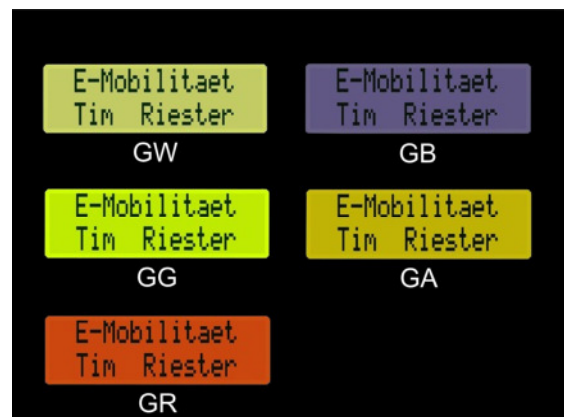 E-Mobilitaet
Tim Riester
GW
E-Mobilitaet
Tim Riester
GB
E-Mobilitaet
Tim Riester
GG
E-Mobilitaet
Tim Riester
GA
E-Mobilitaet
Tim Riester
GR